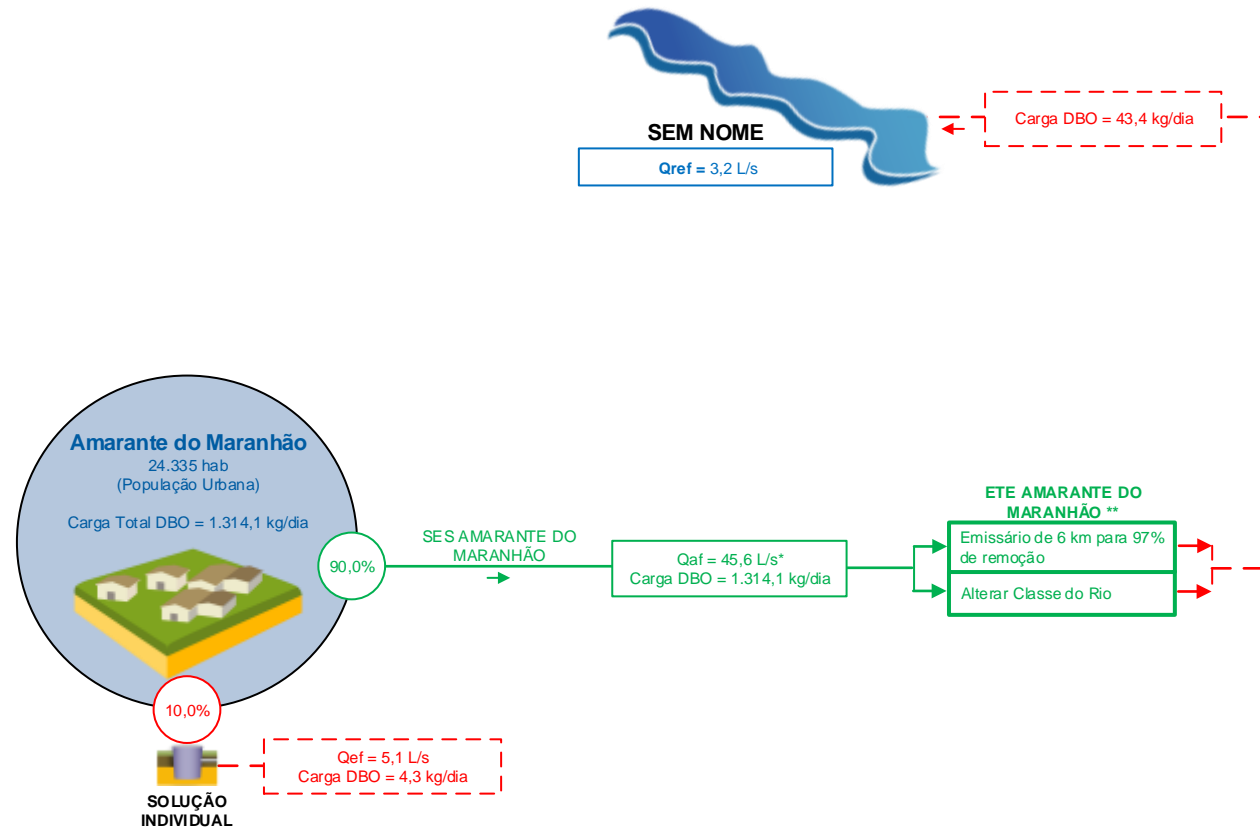 SEM NOME
Qref = 3,2 L/s
Carga DBO = 43,4 kg/dia
Amarante do Maranhão
24.335 hab
(População Urbana)
Carga Total DBO = 1.314,1 kg/dia
90,0%
SES AMARANTE DO
MARANHÃO
Qaf = 45,6 L/s*
Carga DBO = 1.314,1 kg/dia
ETE AMARANTE DO
MARANHÃO **
Emissário de 6 km para 97%
de remoção
Alterar Classe do Rio
10,0%
Qef = 5,1 L/s
Carga DBO = 4,3 kg/dia
SOLUÇÃO
INDIVIDUAL